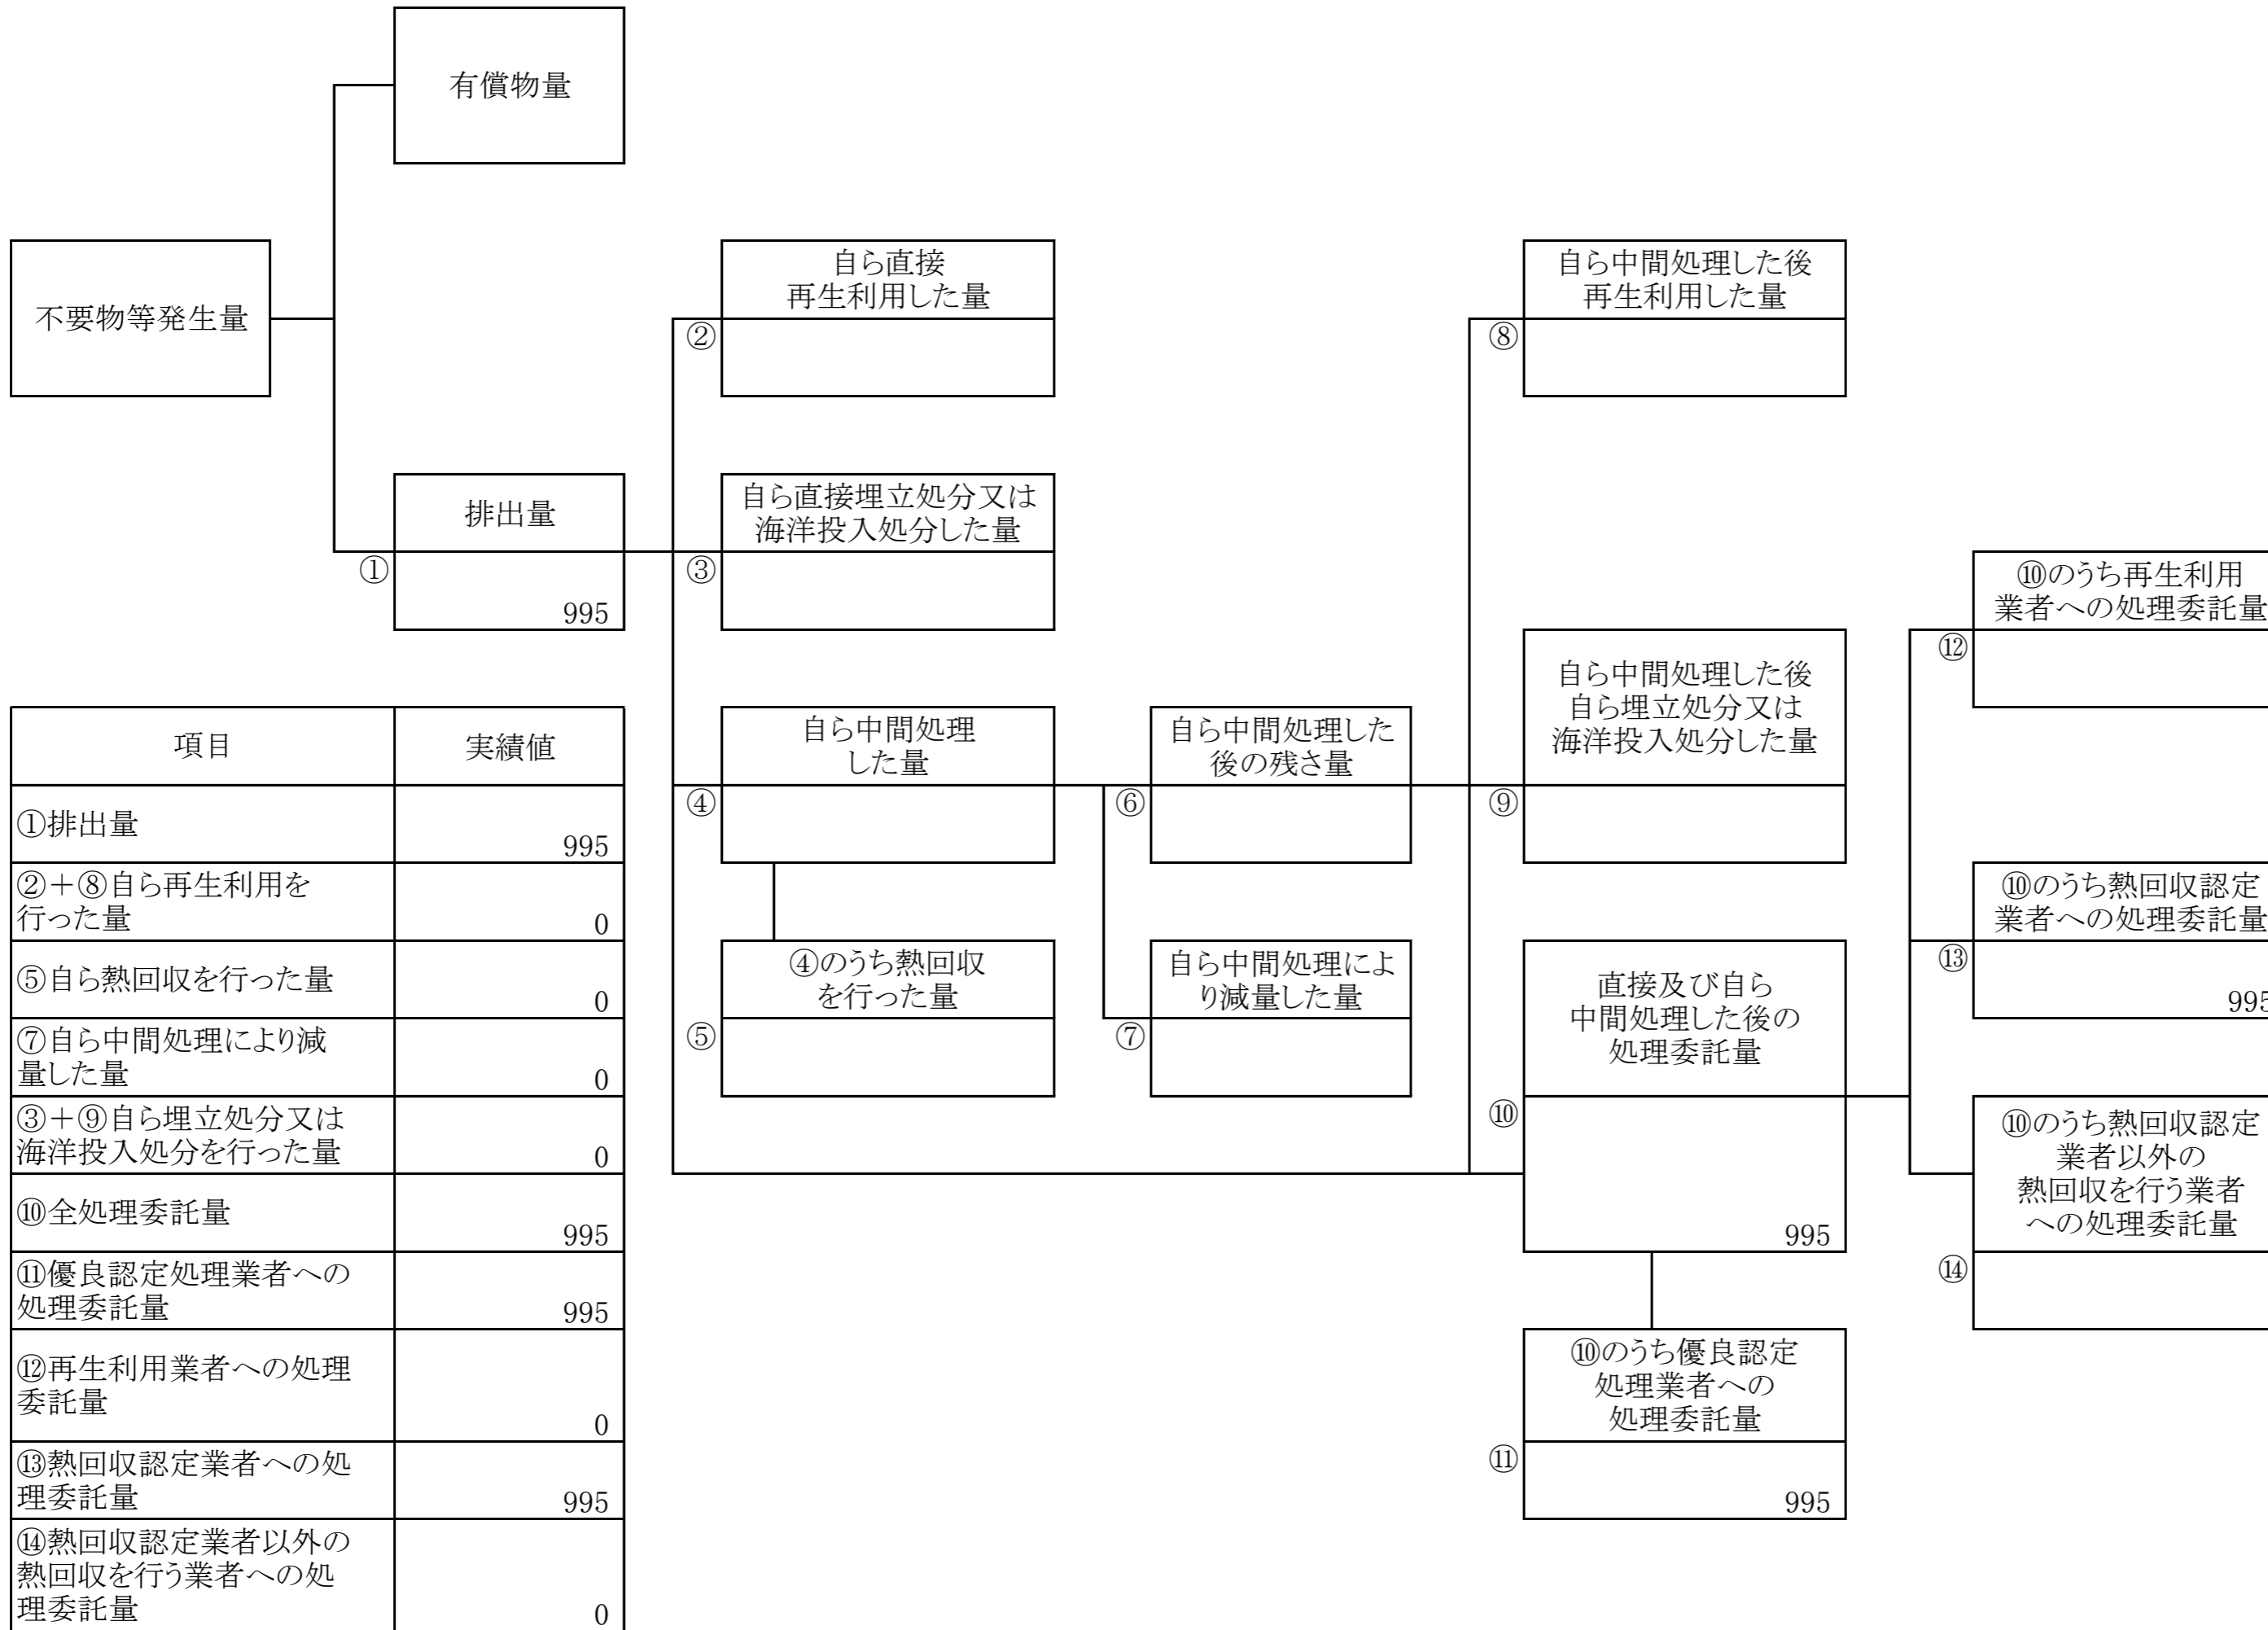 有償物量
不要物等発生量
自ら直接
再生利用した量
②
自ら中間処理した後
再生利用した量
⑧
排出量
①
995
自ら直接埋立処分又は
海洋投入処分した量
③
⑩のうち再生利用
業者への処理委託量
⑫
自ら中間処理
した量
④
自ら中間処理した
後の残さ量
⑥
自ら中間処理した後
自ら埋立処分又は
海洋投入処分した量
⑨
⑩のうち熱回収認定
業者への処理委託量
⑬
995
④のうち熱回収
を行った量
⑤
自ら中間処理によ
り減量した量
⑦
直接及び自ら
中間処理した後の
処理委託量
⑩
995
⑩のうち熱回収認定
業者以外の
熱回収を行う業者
への処理委託量
⑭
⑩のうち優良認定
処理業者への
処理委託量
⑪
995
項目 実績値
①排出量
995
②＋⑧自ら再生利用を
行った量 0
⑤自ら熱回収を行った量
0
⑦自ら中間処理により減
量した量 0
③＋⑨自ら埋立処分又は
海洋投入処分を行った量 0
⑩全処理委託量
995
⑪優良認定処理業者への
処理委託量 995
⑫再生利用業者への処理
委託量
0
⑬熱回収認定業者への処
理委託量 995
⑭熱回収認定業者以外の
熱回収を行う業者への処
理委託量 0